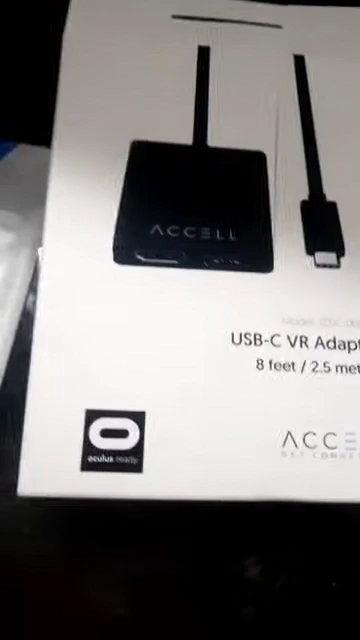 ACCELL
USB-C VR Adapt
8 feet / 2.5 met
oculus ready
ACCE